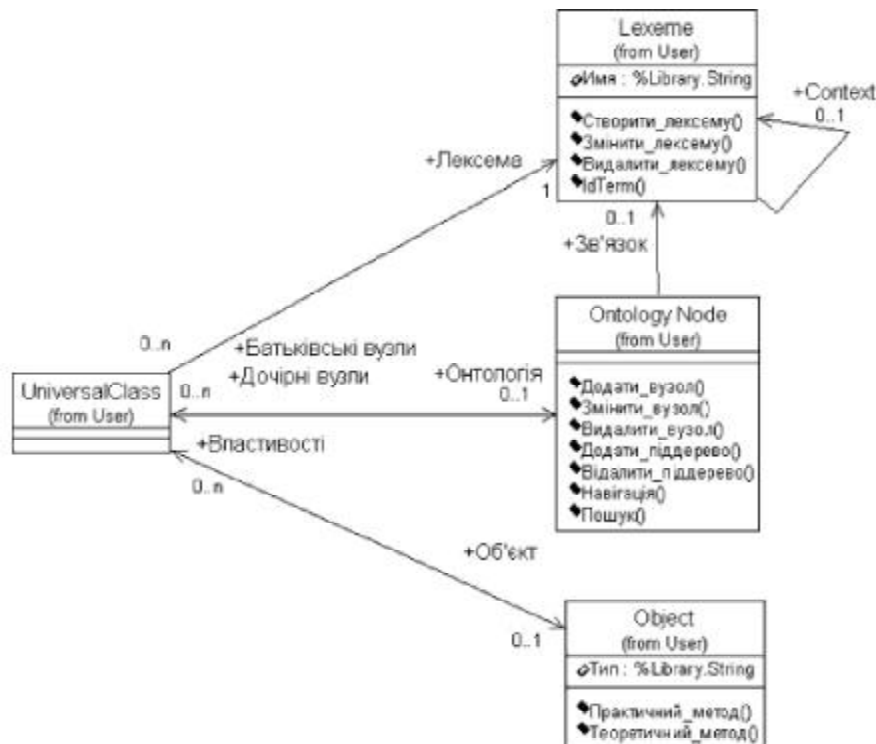 Lexeme
(from User)
Имя : %Library.String
Створити_лексему()
Змінити_лексему()
Видалити_лексему()
IdTerm()
+Context
0..1
+Лексема
1
0..1
+Зв'язок
Ontology Node
(from User)
Додати_вузол()
Змінити_вузол()
Видалити_вузол()
Додати_піддерево()
Відалити_піддерево()
Навігація()
Пошук()
0..n
+Батьківські вузли
+Дочірні вузли
+Онтологія
0..n
0..1
UniversalClass
(from User)
+Впастивості
0..n
+Об'єкт
0..1
Object
(from User)
Тип : %Library.String
Практичний_метод()
Теоретичний_метод()